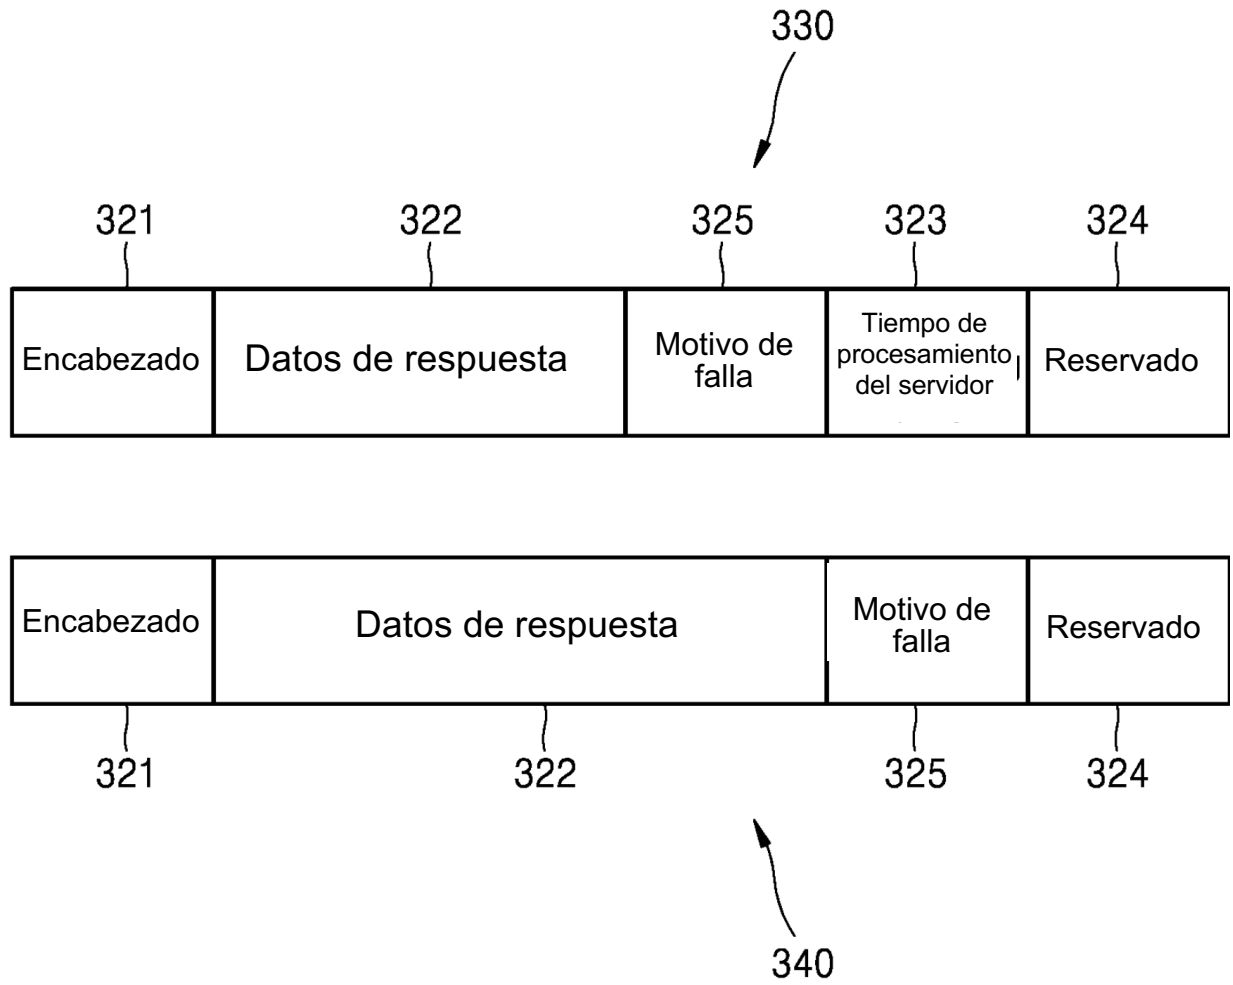 330
321
322
325
323
324
Encabezado
Datos de respuesta
Motivo de
falla
Tiempo de
procesamiento
del servidor
Reservado
Encabezado
Datos de respuesta
Motivo de
falla
Reservado
321
322
325
324
340